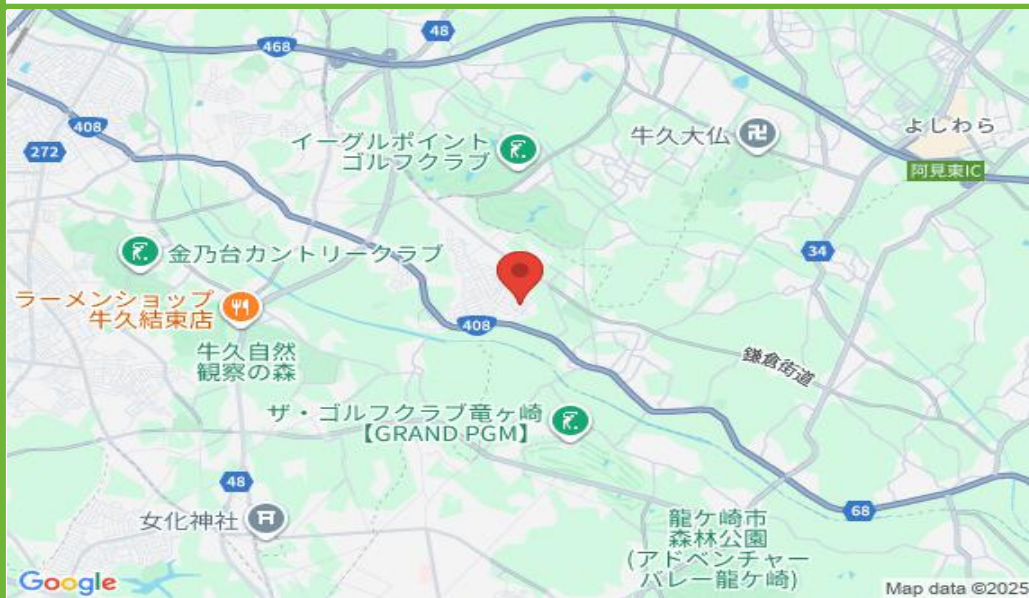 468
48
408
272
イーグルポイント
ゴルフクラブ
牛久大仏
よしわら
阿見東IC
34
金乃台カントリークラブ
ラーメンショップ
牛久結束店
408
牛久自然
観察の森
鎌倉街道
ザ・ゴルフクラブ竜ヶ崎
【GRAND PGM】
48
女化神社
68
龍ケ崎市
森林公園
(アドベンチャー
バレー龍ケ崎)
Google
Map data ©2025